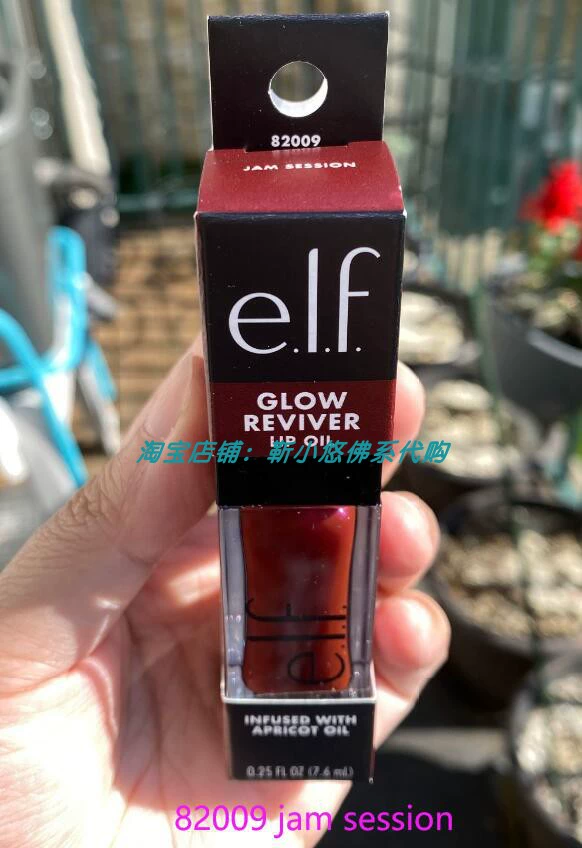 82009
JAM SESSION
e.l.f.
GLOW
REVIVER
LIP OIL
淘宝店铺：靳小悠佛系代购
e.l.f.
INFUSED WITH
APRICOT OIL
0.25 FL OZ (7.6 mL)
82009 jam session